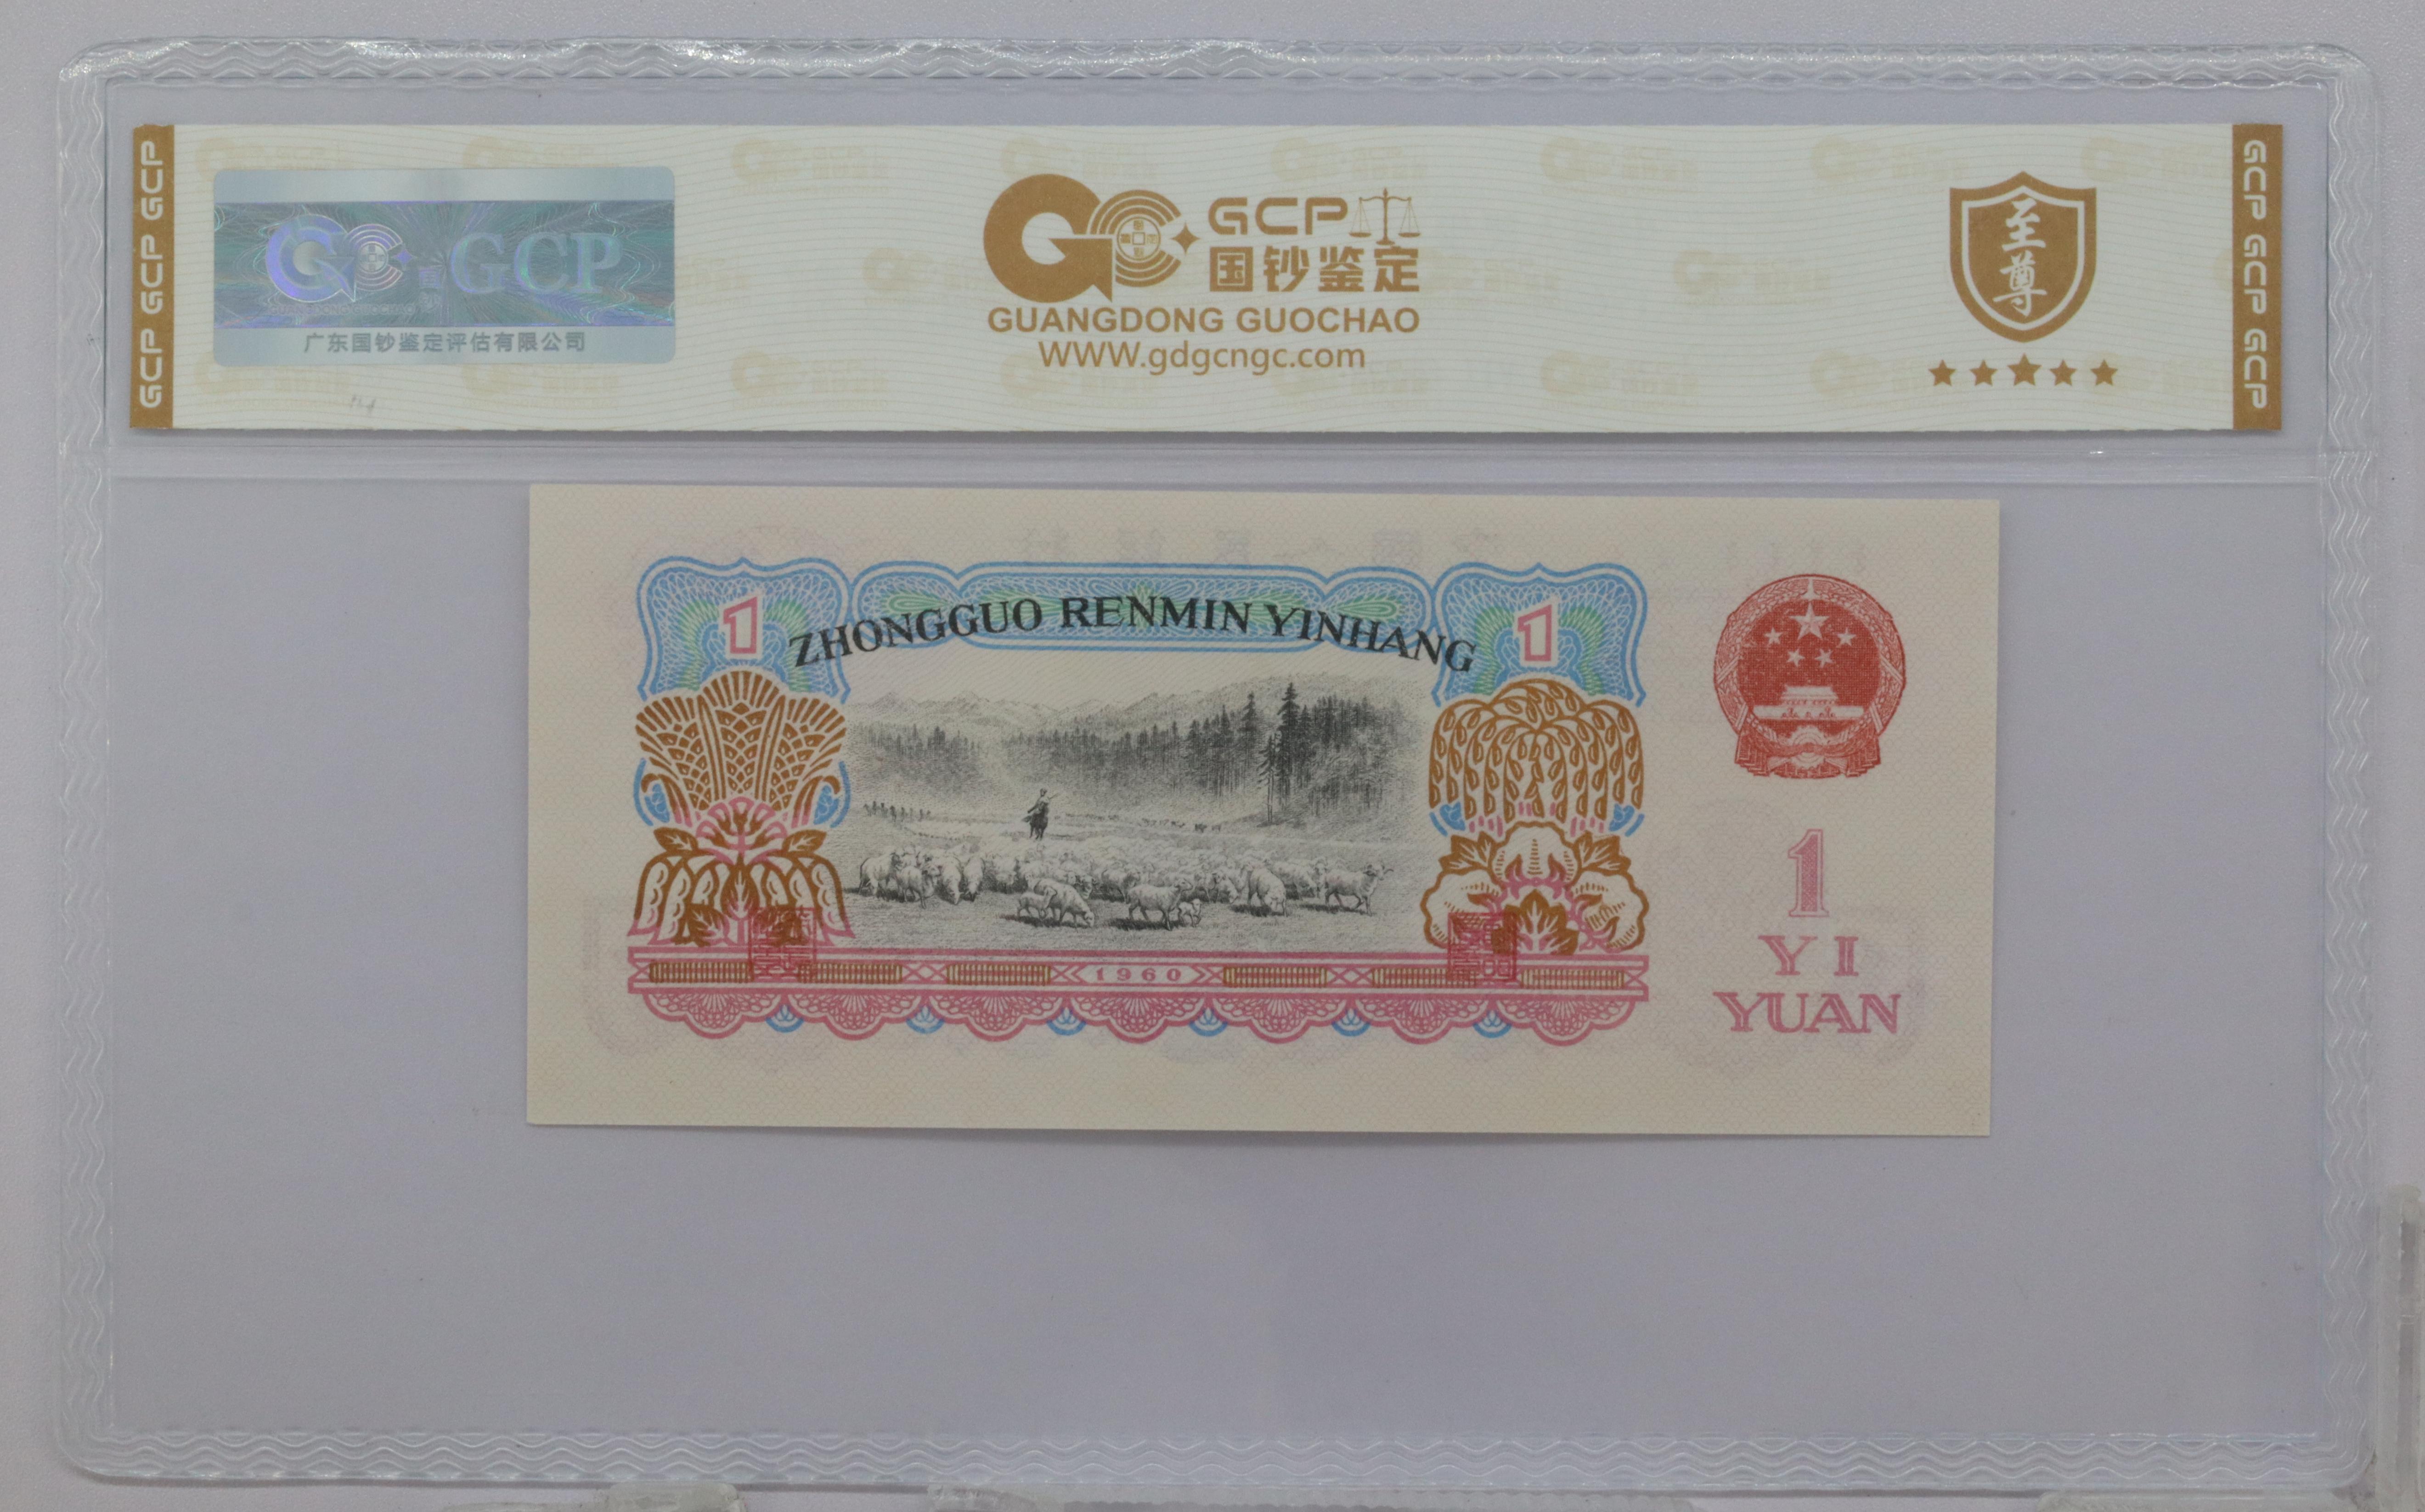 GCP GCP GCP
GCP
广东国钞鉴定评估有限公司
GCP
国钞鉴定
GUANGDONG GUOCHAO
WWW.gdgcngc.com
至尊
GCP GCP GCP
ZHONGGUO RENMIN YINHANG
1
1
1960
1
YI
YUAN